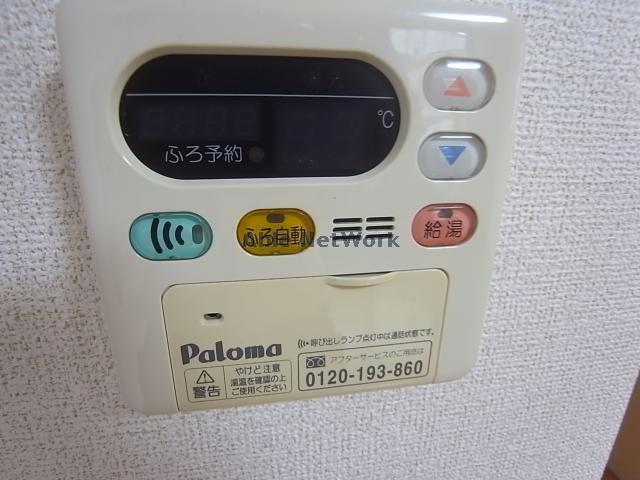 ℃
ふろ予約
ふろ自動
給湯
Able NetWork
Paloma
呼び出しランプ点灯中は通話状態です。
警告
やけど注意
湯温を確認の上
ご使用ください
アフターサービスのご用命は
0120-193-860